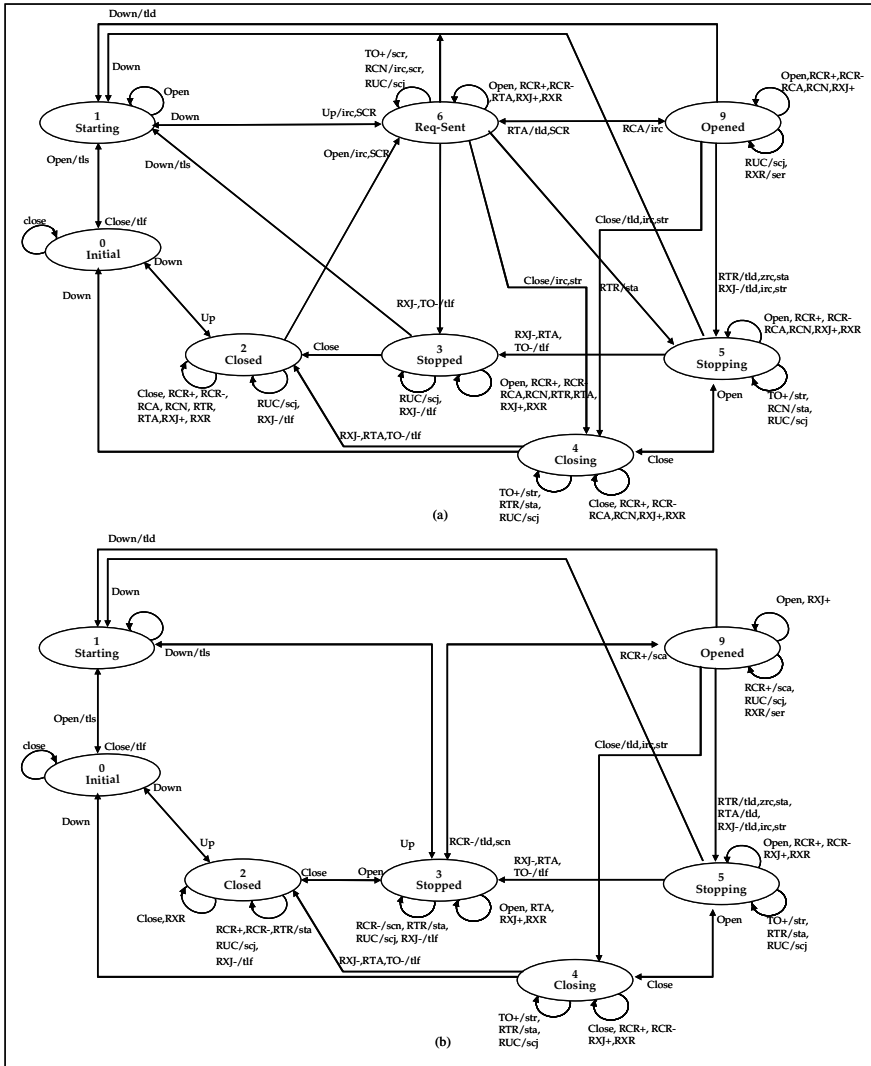 Down/tld
Down
TO+/scr,
RCN/irc,scr,
RUC/scj
Open, RCR+,RCR-
,RTA,RXJ+,RXR
Open,RCR+,RCR-
RCA,RCN,RXJ+
Open
1
Starting
Down
Up/irc,SCR
6
Req-Sent
RTA/tld,SCR
RCA/irc
9
Opened
Open/irc,SCR
Down/tls
Open/tls
RUC/scj,
RXR/ser
close
Close/tlf
0
Initial
Down
Close/tld,irc,str
Down
Close/irc,str
RTR/sta
RTR/tld,zrc,sta
RXJ-/tld,irc,str
RXJ-,TO-/tlf
Up
Open, RCR+, RCR-
RCA,RCN,RXJ+,RXR
2
Closed
Close
3
Stopped
RXJ-,RTA,
TO-/tlf
5
Stopping
Close, RCR+, RCR-,
RCA, RCN, RTR,
RTA,RXJ+, RXR
RUC/scj,
RXJ-/tlf
RUC/scj,
RXJ-/tlf
Open, RCR+, RCR-
RCA,RCN,RTR,RTA,
RXJ+,RXR
Open
TO+/str,
RCN/sta,
RUC/scj
RXJ-,RTA,TO-/tlf
4
Closing
Close
TO+/str,
RTR/sta,
RUC/scj
Close, RCR+, RCR-
RCA,RCN,RXJ+,RXR
(a)
Down/tld
Down
Open, RXJ+
1
Starting
Down/tls
RCR+/sca
9
Opened
RCR+/sca,
RUC/scj,
RXR/ser
Open/tls
close
Close/tlf
0
Initial
Down
Close/tld,irc,str
Down
RTR/tld,zrc,sta,
RTA/tld,
RXJ-/tld,irc,str
Up
Up
RCR-/tld,scn
Open, RCR+, RCR-
RXJ+,RXR
2
Closed
Close
Open
3
Stopped
RXJ-,RTA,
TO-/tlf
5
Stopping
Close,RXR
RCR+,RCR-,RTR/sta
RUC/scj,
RXJ-/tlf
RCR-/scn, RTR/sta,
RUC/scj, RXJ-/tlf
Open, RTA,
RXJ+,RXR
Open
TO+/str,
RTR/sta,
RUC/scj
RXJ-,RTA,TO-/tlf
4
Closing
Close
TO+/str,
RTR/sta,
RUC/scj
Close, RCR+, RCR-
RXJ+,RXR
(b)